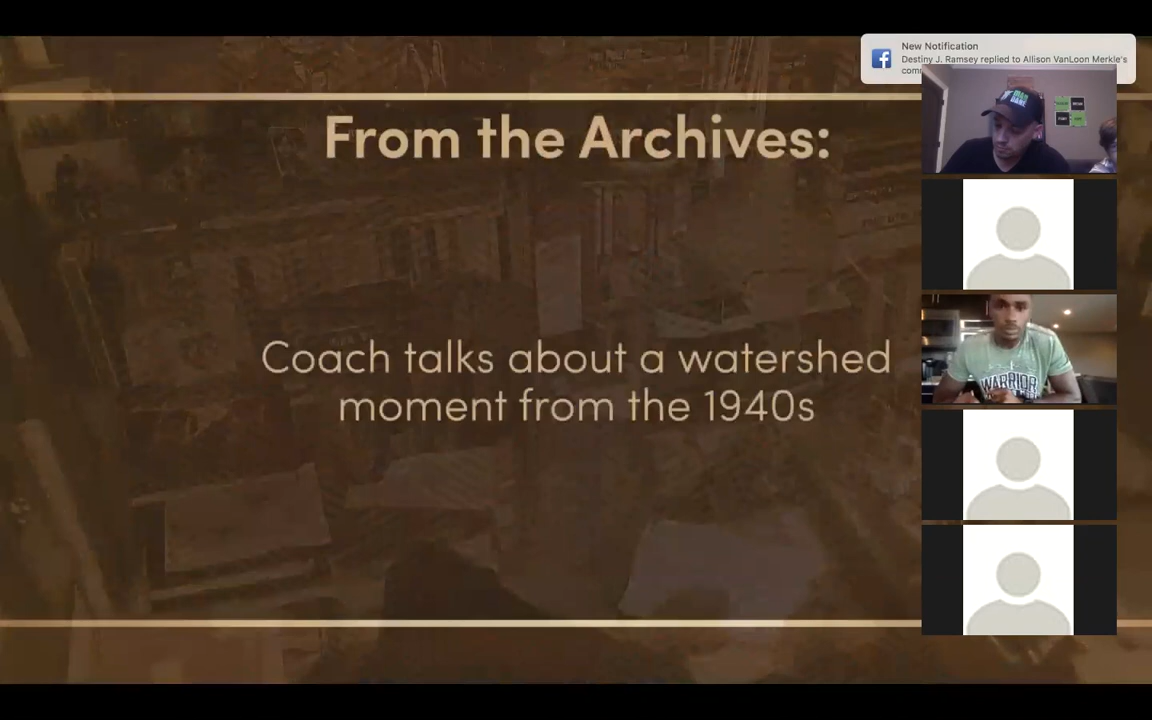 New Notification
Destiny J. Ramsey replied to Allison VanLoon Merkle's
From the Archives:
Coach talks about a watershed
moment from the 1940s
WARRIOR